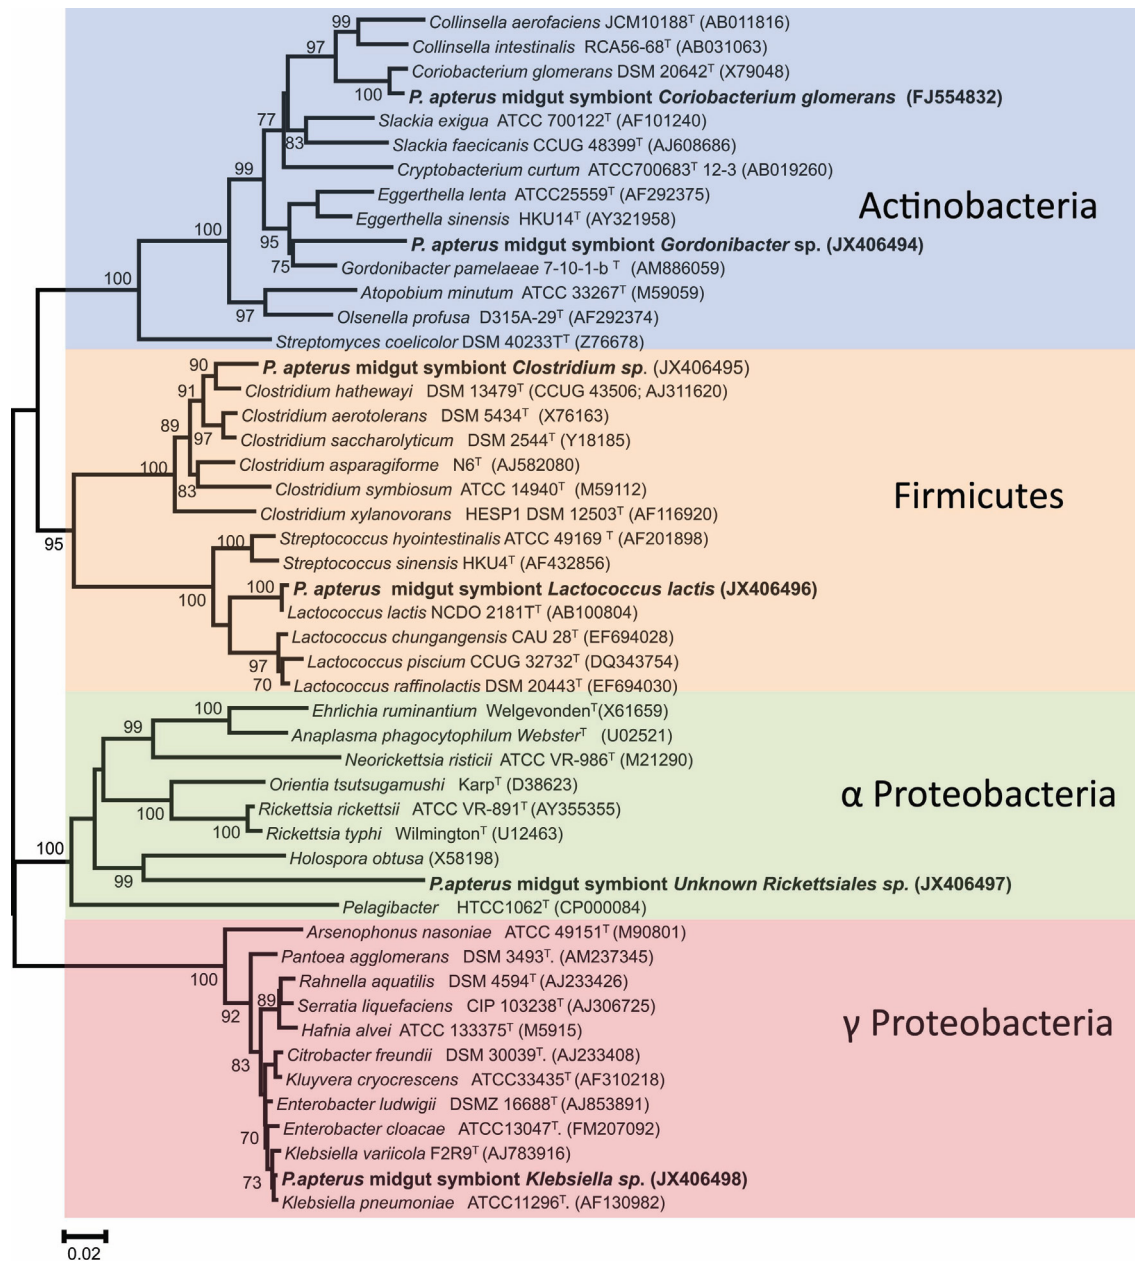 99
Collinsella aerofaciens JCM10188ᵀ (AB011816)
97
Collinsella intestinalis RCA56-68ᵀ (AB031063)
Coriobacterium glomerans DSM 20642ᵀ (X79048)
100
P. apterus midgut symbiont Coriobacterium glomerans (FJ554832)
77
Slackia exigua ATCC 700122ᵀ (AF101240)
83
Slackia faecicanis CCUG 48399ᵀ (AJ608686)
99
Cryptobacterium curtum ATCC700683ᵀ 12-3 (AB019260)
Eggerthella lenta ATCC25559ᵀ (AF292375)
Actinobacteria
Eggerthella sinensis HKU14ᵀ (AY321958)
100
95
P. apterus midgut symbiont Gordonibacter sp. (JX406494)
75
Gordonibacter pamelaeae 7-10-1-b ᵀ (AM886059)
100
Atopobium minutum ATCC 33267ᵀ (M59059)
97
Olsenella profusa D315A-29ᵀ (AF292374)
Streptomyces coelicolor DSM 40233Tᵀ (Z76678)
90
P. apterus midgut symbiont Clostridium sp. (JX406495)
91
Clostridium hathewayi DSM 13479ᵀ (CCUG 43506; AJ311620)
89
Clostridium aerotolerans DSM 5434ᵀ (X76163)
97
Clostridium saccharolyticum DSM 2544ᵀ (Y18185)
100
Clostridium asparagiforme N6ᵀ (AJ582080)
83
Clostridium symbiosum ATCC 14940ᵀ (M59112)
Firmicutes
Clostridium xylanovorans HESP1 DSM 12503ᵀ (AF116920)
95
100
Streptococcus hyointestinalis ATCC 49169 ᵀ (AF201898)
Streptococcus sinensis HKU4ᵀ (AF432856)
100
100
P. apterus midgut symbiont Lactococcus lactis (JX406496)
Lactococcus lactis NCDO 2181Tᵀ (AB100804)
Lactococcus chungangensis CAU 28ᵀ (EF694028)
97
Lactococcus piscium CCUG 32732ᵀ (DQ343754)
70
Lactococcus raffinolactis DSM 20443ᵀ (EF694030)
100
Ehrlichia ruminantium Welgevondenᵀ(X61659)
99
Anaplasma phagocytophilum Websterᵀ (U02521)
Neorickettsia risticii ATCC VR-986ᵀ (M21290)
Orientia tsutsugamushi Karpᵀ (D38623)
α Proteobacteria
100
Rickettsia rickettsii ATCC VR-891ᵀ (AY355355)
100
Rickettsia typhi Wilmingtonᵀ (U12463)
100
Holospora obtusa (X58198)
99
P.apterus midgut symbiont Unknown Rickettsiales sp. (JX406497)
Pelagibacter HTCC1062ᵀ (CP000084)
Arsenophonus nasoniae ATCC 49151ᵀ (M90801)
Pantoea agglomerans DSM 3493ᵀ. (AM237345)
100
Rahnella aquatilis DSM 4594ᵀ (AJ233426)
89
Serratia liquefaciens CIP 103238ᵀ (AJ306725)
92
γ Proteobacteria
Hafnia alvei ATCC 133375ᵀ (M5915)
Citrobacter freundii DSM 30039ᵀ. (AJ233408)
83
Kluyvera cryocrescens ATCC33435ᵀ (AF310218)
Enterobacter ludwigii DSMZ 16688ᵀ (AJ853891)
Enterobacter cloacae ATCC13047ᵀ. (FM207092)
70
Klebsiella variicola F2R9ᵀ (AJ783916)
73
P.apterus midgut symbiont Klebsiella sp. (JX406498)
Klebsiella pneumoniae ATCC11296ᵀ. (AF130982)
0.02